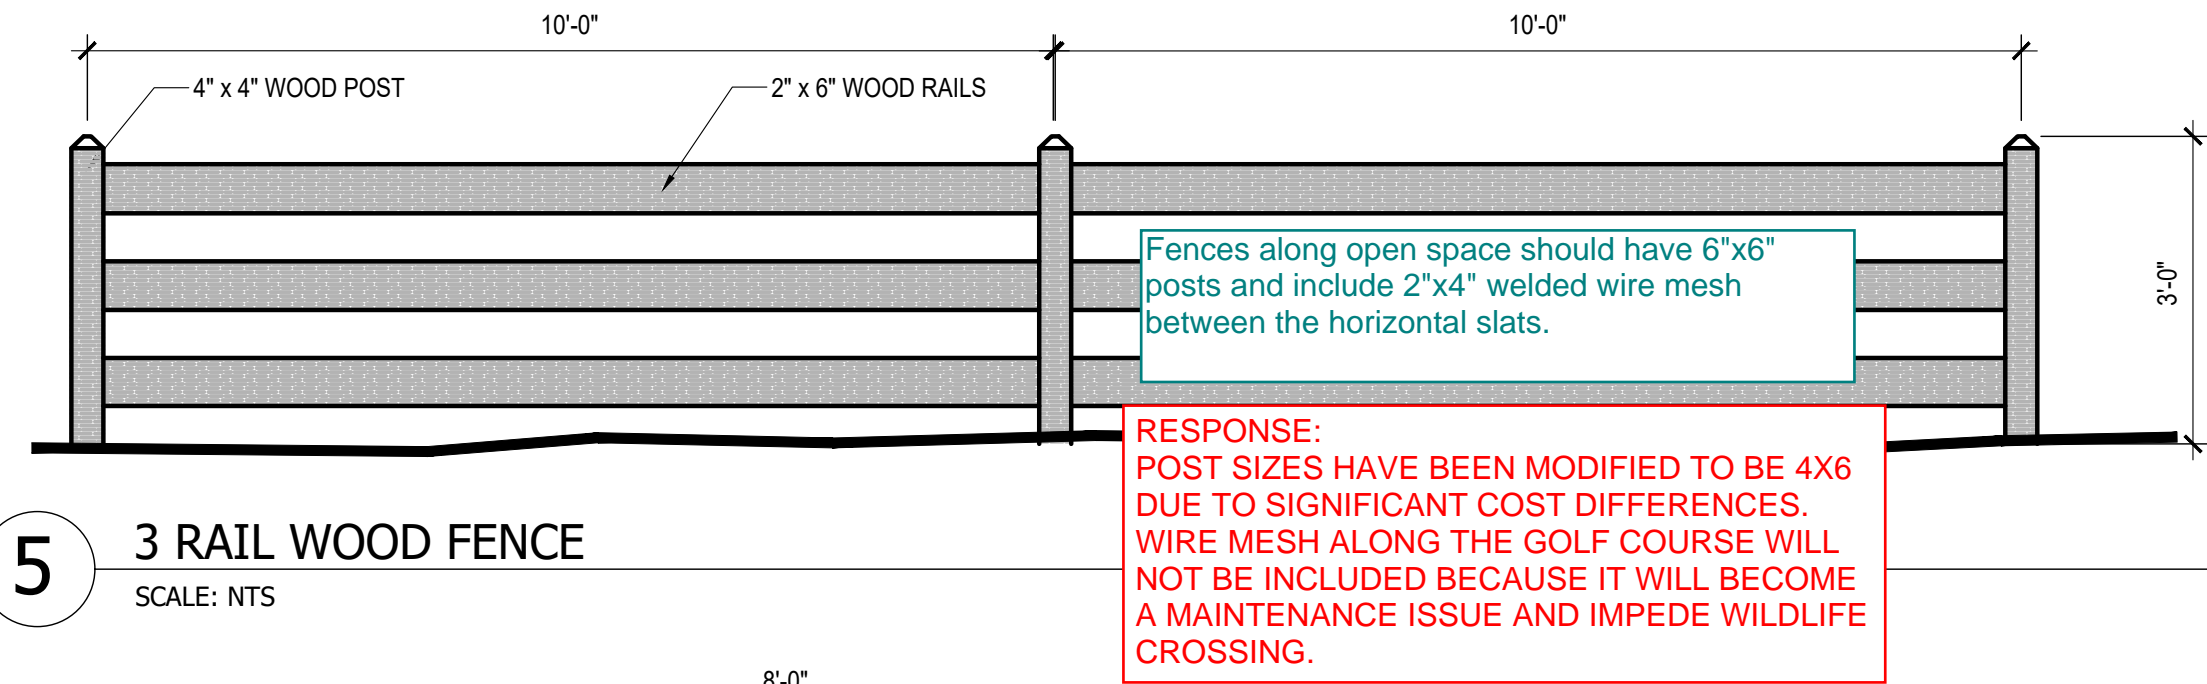 10'-0"
10'-0"
4" x 4" WOOD POST
2" x 6" WOOD RAILS
Fences along open space should have 6"x6"
posts and include 2"x4" welded wire mesh
between the horizontal slats.
3'-0"
RESPONSE:
POST SIZES HAVE BEEN MODIFIED TO BE 4X6
DUE TO SIGNIFICANT COST DIFFERENCES.
WIRE MESH ALONG THE GOLF COURSE WILL
NOT BE INCLUDED BECAUSE IT WILL BECOME
A MAINTENANCE ISSUE AND IMPEDE WILDLIFE
CROSSING.
5
3 RAIL WOOD FENCE
SCALE: NTS
8'-0"